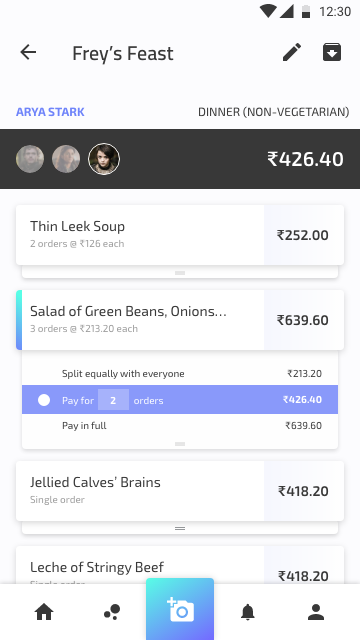 12:30
Frey’s Feast
ARYA STARK DINNER (NON-VEGETARIAN)
₹426.40
Thin Leek Soup
2 orders @ ₹126 each
₹252.00
Salad of Green Beans, Onions…
3 orders @ ₹213.20 each
₹639.60
Split equally with everyone ₹213.20
Pay for 2 orders ₹426.40
Pay in full ₹639.60
Jellied Calves’ Brains
Single order
₹418.20
Leche of Stringy Beef
Single order
₹418.20